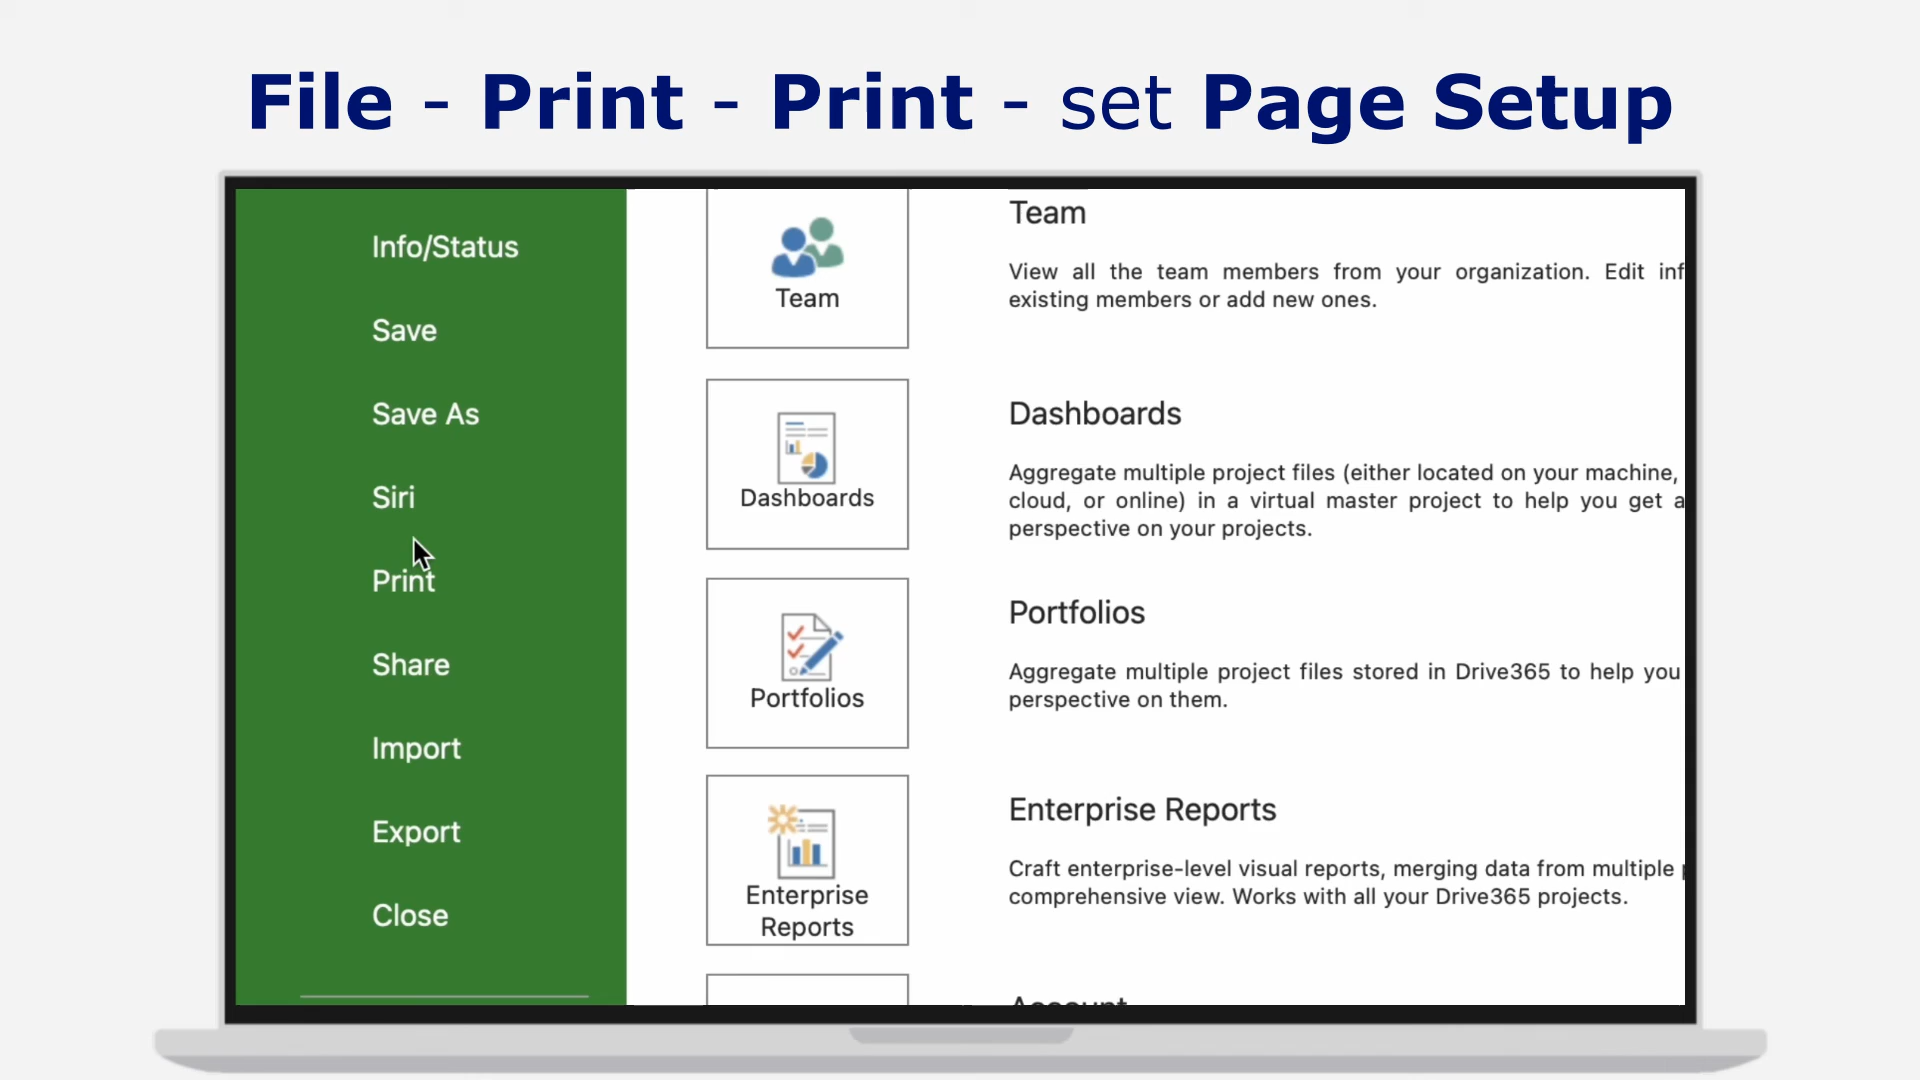 File - Print - Print - set Page Setup
Info/Status
Save
Save As
Siri
Print
Share
Import
Export
Close
Team
Team
View all the team members from your organization. Edit inf
existing members or add new ones.
Dashboards
Dashboards
Aggregate multiple project files (either located on your machine,
cloud, or online) in a virtual master project to help you get a
perspective on your projects.
Portfolios
Portfolios
Aggregate multiple project files stored in Drive365 to help you
perspective on them.
Enterprise
Reports
Enterprise Reports
Craft enterprise-level visual reports, merging data from multiple
comprehensive view. Works with all your Drive365 projects.
Account